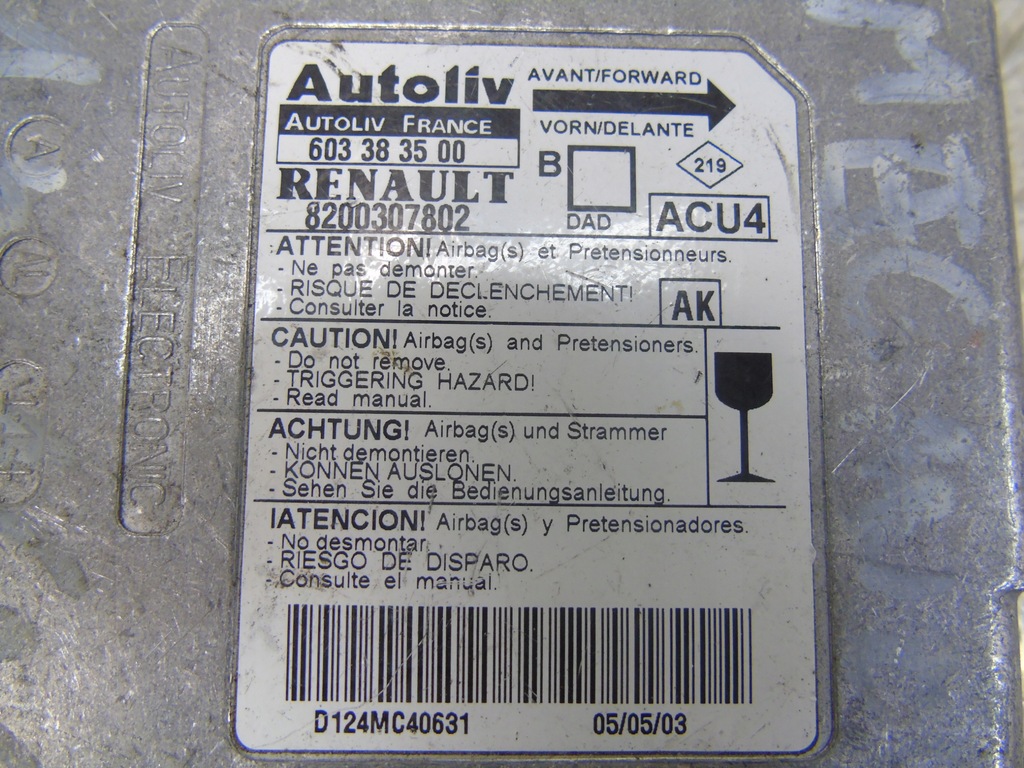 Autoliv
AUTOLIV FRANCE
603 38 35 00
RENAULT
8200307802
AVANT/FORWARD
VORN/DELANTE
B
DAD
219
ACU4
ATTENTION! Airbag(s) et Pretensionneurs.
- Ne pas demonter.
- RISQUE DE DECLENCHEMENT!
- Consulter la notice.
AK
CAUTION! Airbag(s) and Pretensioners.
- Do not remove.
- TRIGGERING HAZARD!
- Read manual.
ACHTUNG! Airbag(s) und Strammer
- Nicht demontieren.
- KONNEN AUSLONEN.
- Sehen Sie die Bedienungsanleitung.
IATENCION! Airbag(s) y Pretensionadores.
- No desmontar.
- RIESGO DE DISPARO.
- Consulte el manual.
D124MC40631 05/05/03
AUTOLIV ELECTRONIC
A